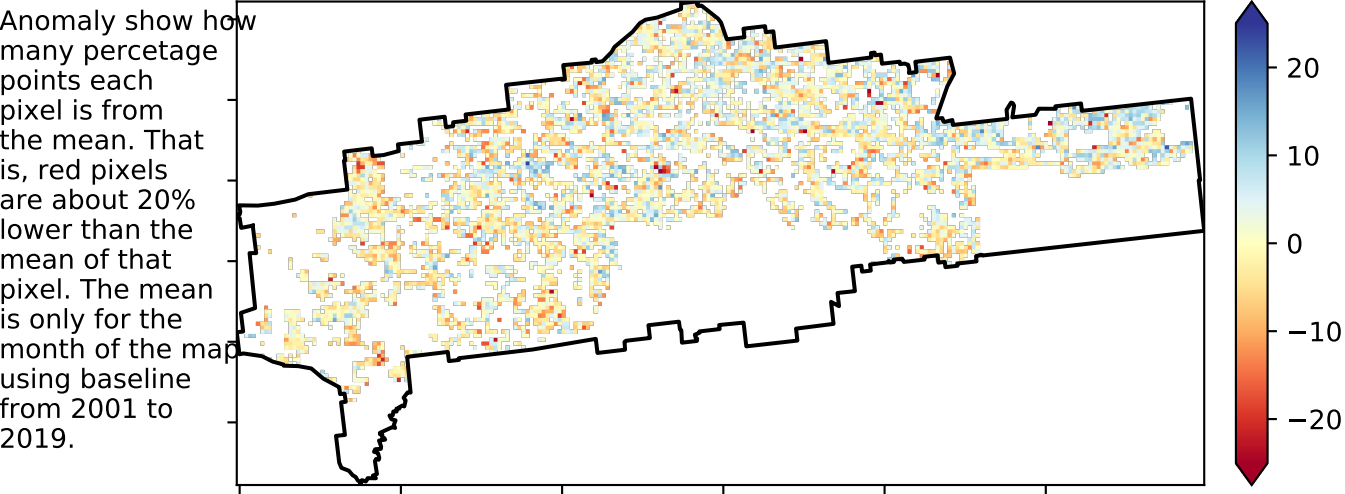 Anomaly show how
many percetage
points each
pixel is from
the mean. That
is, red pixels
are about 20%
lower than the
mean of that
pixel. The mean
is only for the
month of the map
using baseline
from 2001 to
2019.
20
10
0
−10
−20